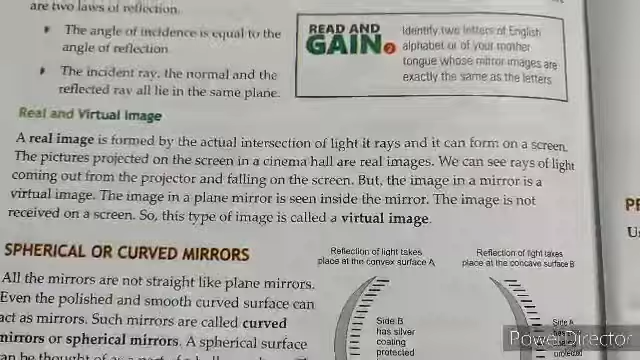 are two laws of reflection.
The angle of incidence is equal to the
angle of reflection
The incident ray, the normal and the
reflected ray all lie in the same plane.
READ AND
GAIN
Identify two letters of English
alphabet or of your mother
tongue whose mirror images are
exactly the same as the letters
Real and Virtual Image
A real image is formed by the actual intersection of light it rays and it can form on a screen.
The pictures projected on the screen in a cinema hall are real images. We can see rays of light
coming out from the projector and falling on the screen. But, the image in a mirror is a
virtual image. The image in a plane mirror is seen inside the mirror. The image is not
received on a screen. So, this type of image is called a virtual image.
SPHERICAL OR CURVED MIRRORS
All the mirrors are not straight like plane mirrors.
Even the polished and smooth curved surface can
act as mirrors. Such mirrors are called curved
mirrors or spherical mirrors. A spherical surface
Reflection of light takes
place at the convex surface A
Side B
has silver
coating
protected
Reflection of light takes
place at the concave surface B
Side A
has
PowerDirector